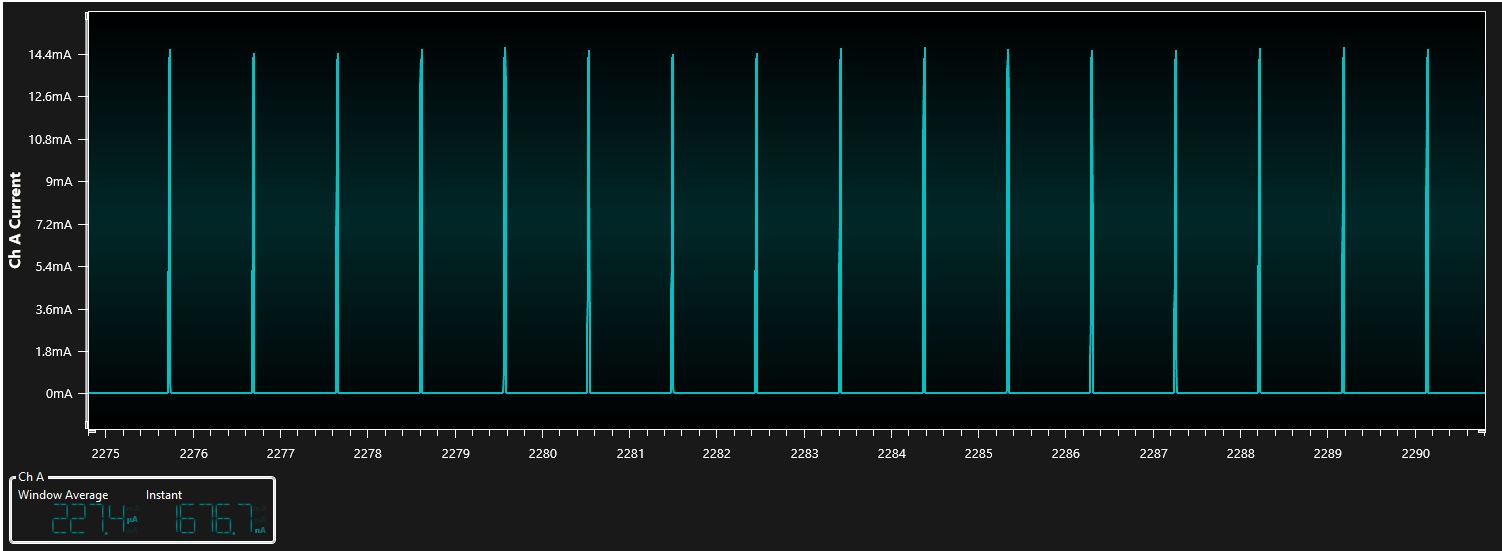 Ch A Current
14.4mA
12.6mA
10.8mA
9mA
7.2mA
5.4mA
3.6mA
1.8mA
0mA
2275 2276 2277 2278 2279 2280 2281 2282 2283 2284 2285 2286 2287 2288 2289 2290
Ch A
Window Average Instant
227.4 µA 1676.7 nA